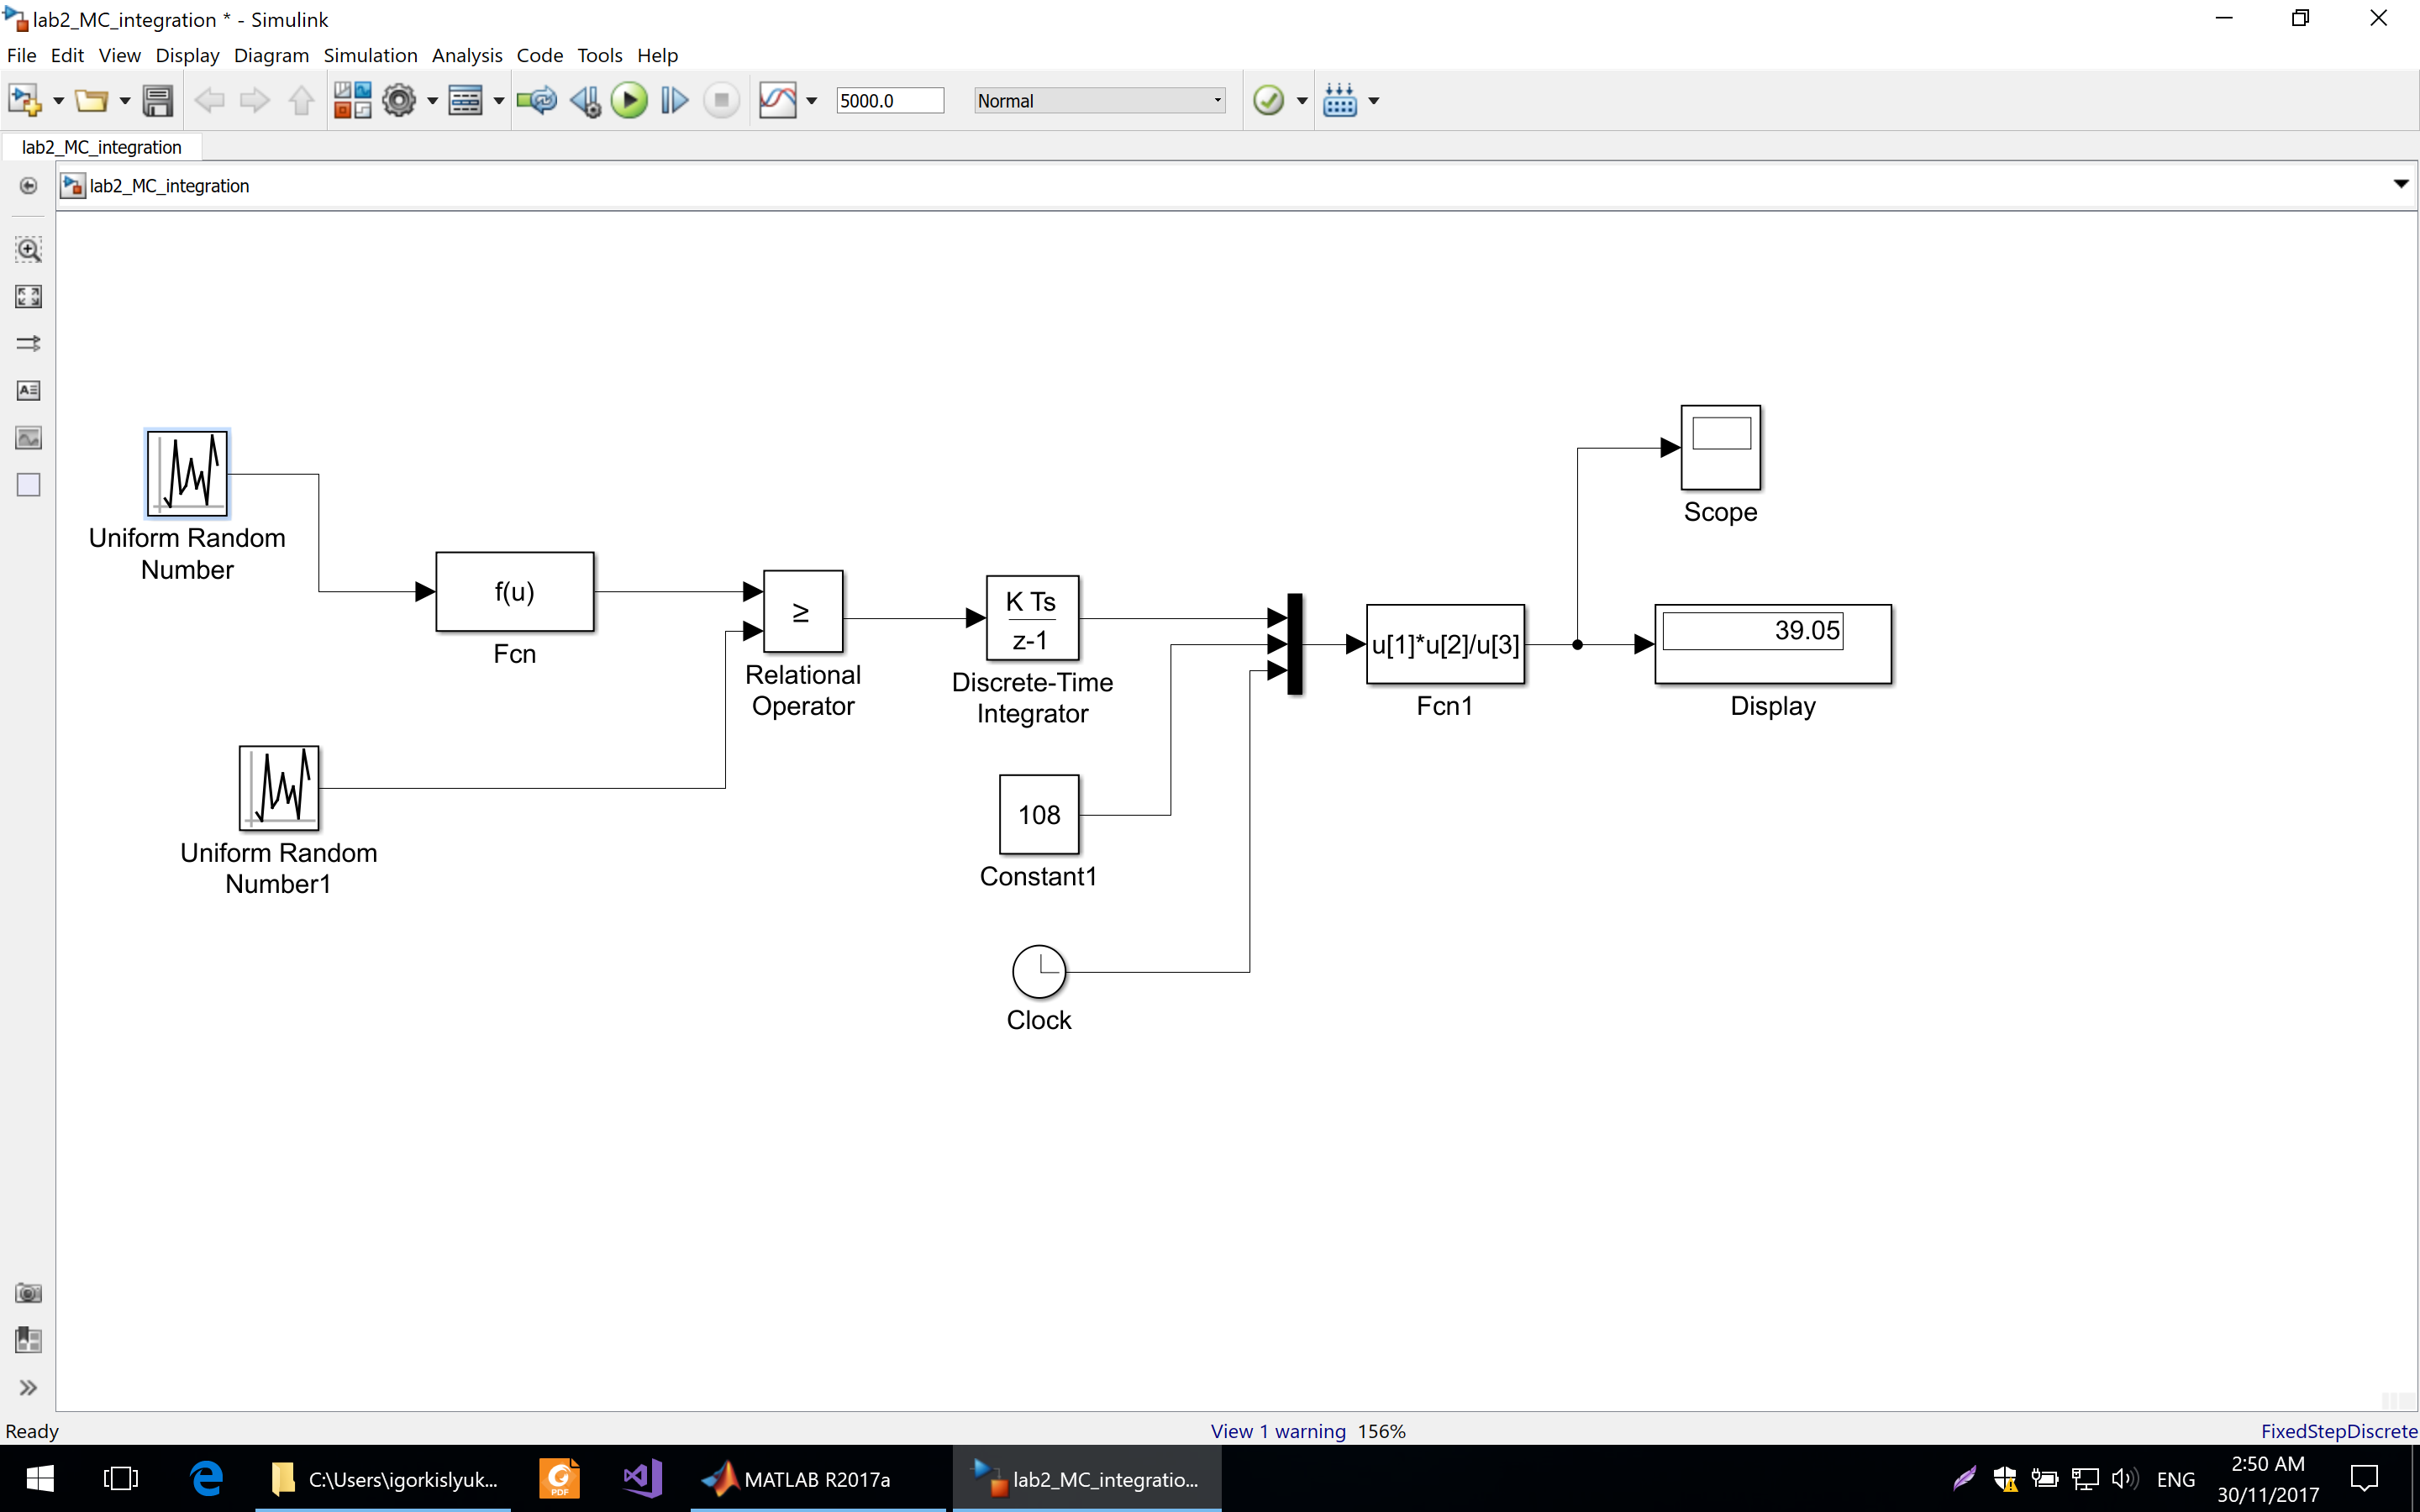 lab2_MC_integration * - Simulink
File Edit View Display Diagram Simulation Analysis Code Tools Help
5000.0 Normal
lab2_MC_integration
lab2_MC_integration
Uniform Random
Number
f(u)
Fcn
≥
Relational
Operator
Uniform Random
Number1
K Ts
z-1
Discrete-Time
Integrator
108
Constant1
Clock
u[1]*u[2]/u[3]
Fcn1
Scope
39.05
Display
Ready View 1 warning 156% FixedStepDiscrete
C:\Users\igorkislyuk... PDF MATLAB R2017a lab2_MC_integratio... ENG 2:50 AM
30/11/2017